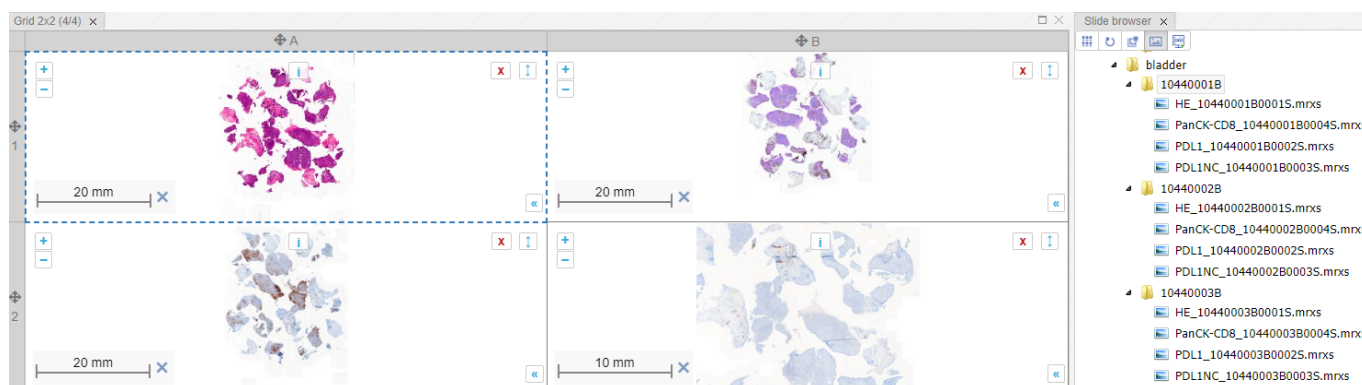 Grid 2x2 (4/4) x
A
B
1
+
−
i
x
20 mm
+
−
i
x
20 mm
2
+
−
i
x
20 mm
+
−
i
x
10 mm
Slide browser x
bladder
10440001B
HE_10440001B0001S.mrxs
PanCK-CD8_10440001B0004S.mrx
PDL1_10440001B0002S.mrxs
PDL1NC_10440001B0003S.mrxs
10440002B
HE_10440002B0001S.mrxs
PanCK-CD8_10440002B0004S.mrx
PDL1_10440002B0002S.mrxs
PDL1NC_10440002B0003S.mrxs
10440003B
HE_10440003B0001S.mrxs
PanCK-CD8_10440003B0004S.mrx
PDL1_10440003B0002S.mrxs
PDL1NC_10440003B0003S.mrxs